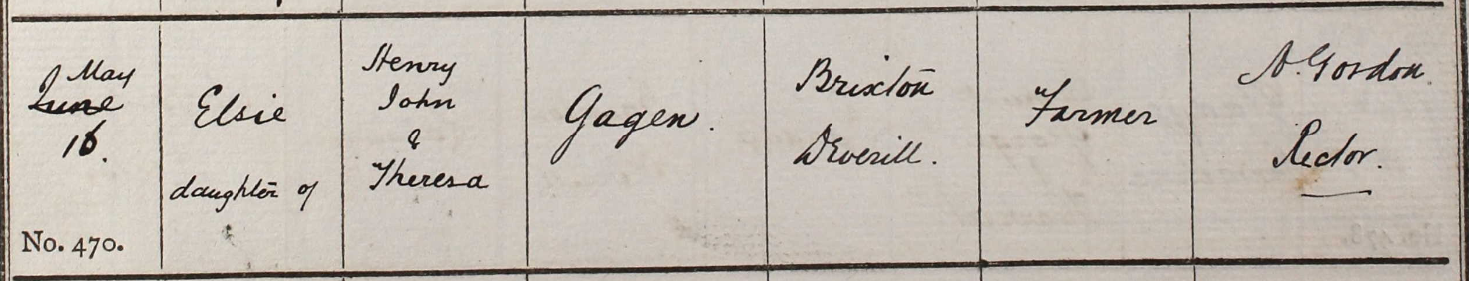 May
June
16.
No. 470.
Elsie
daughter of
Henry
John
&
Theresa
Gagen.
Brixton
Deverill.
Farmer
A. Gordon
Rector.